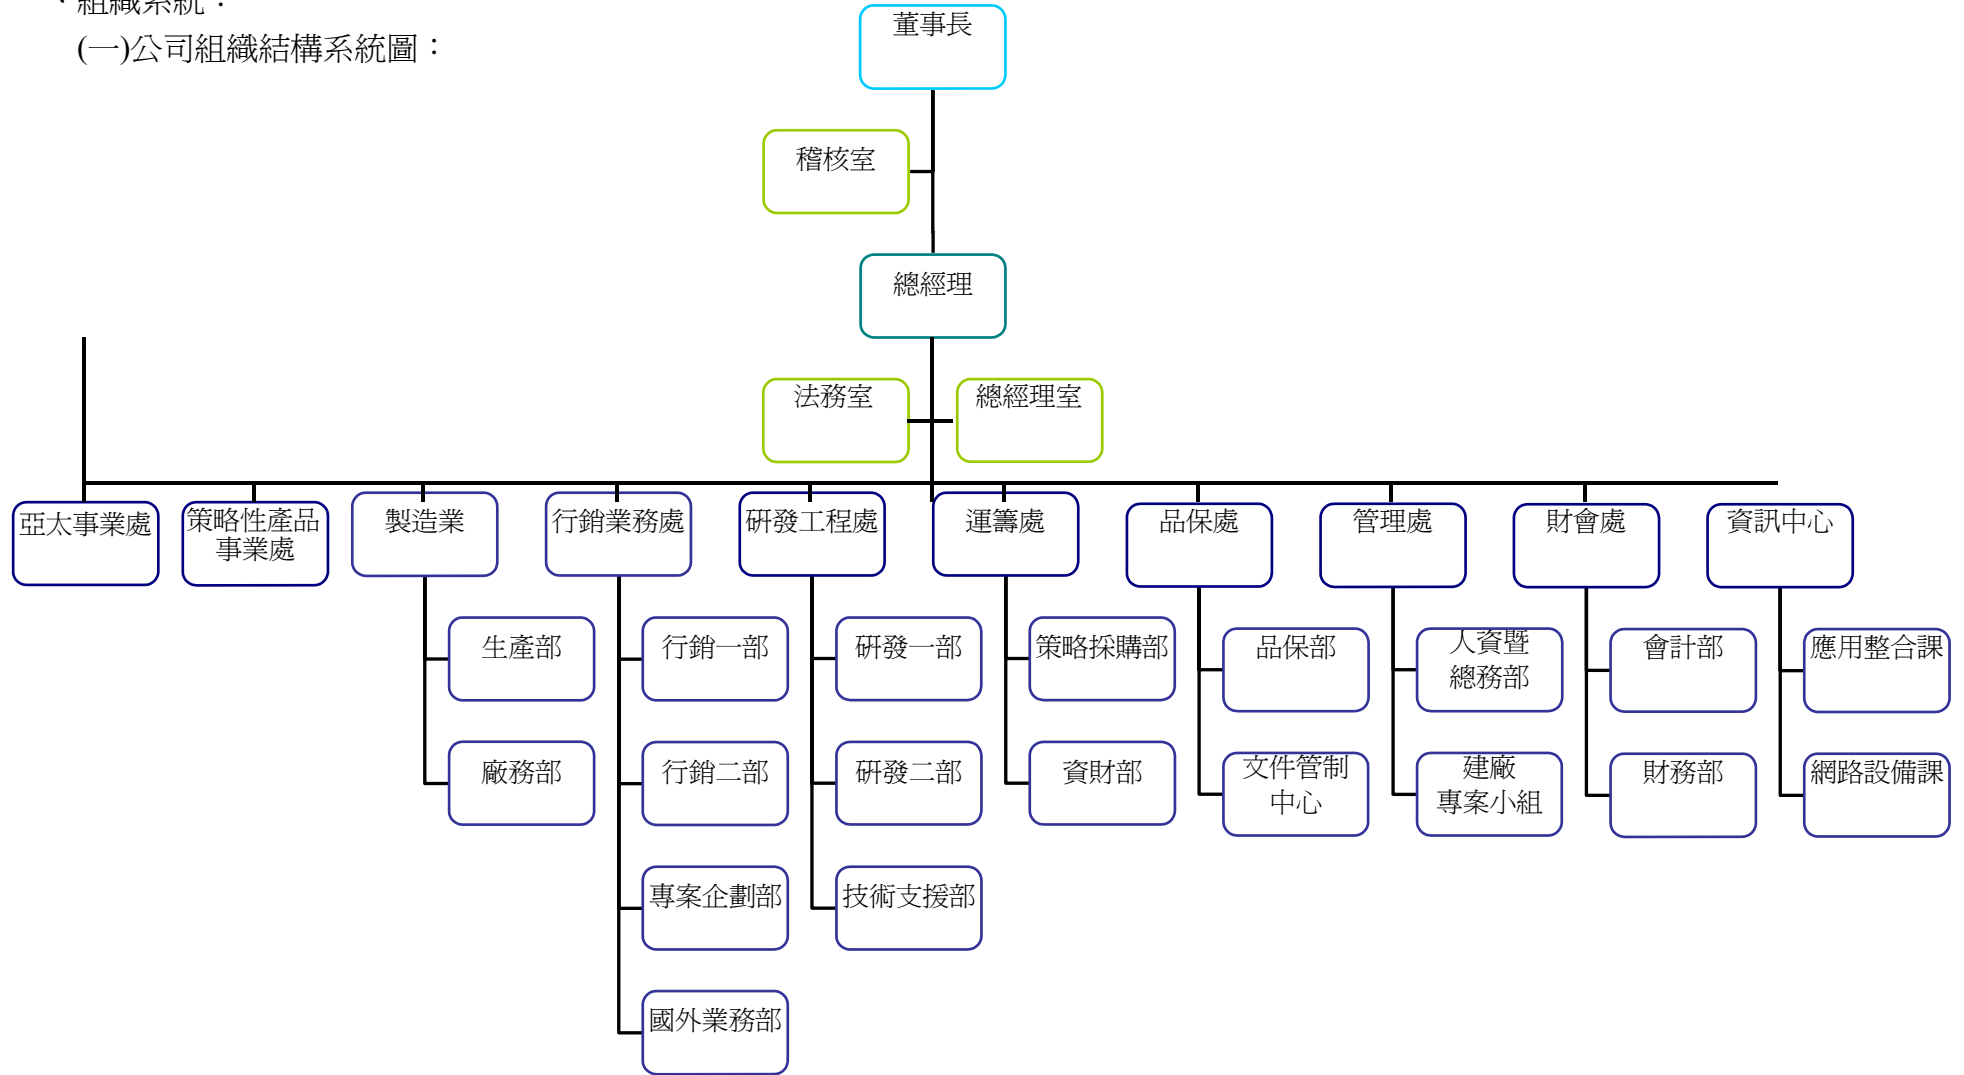 、組織系統：
(一)公司組織結構系統圖：
董事長
稽核室
總經理
法務室
總經理室
亞太事業處
策略性產品
事業處
製造業
行銷業務處
研發工程處
運籌處
品保處
管理處
財會處
資訊中心
生產部
行銷一部
研發一部
策略採購部
品保部
人資暨
總務部
會計部
應用整合課
廠務部
行銷二部
研發二部
資財部
文件管制
中心
建廠
專案小組
財務部
網路設備課
專案企劃部
技術支援部
國外業務部